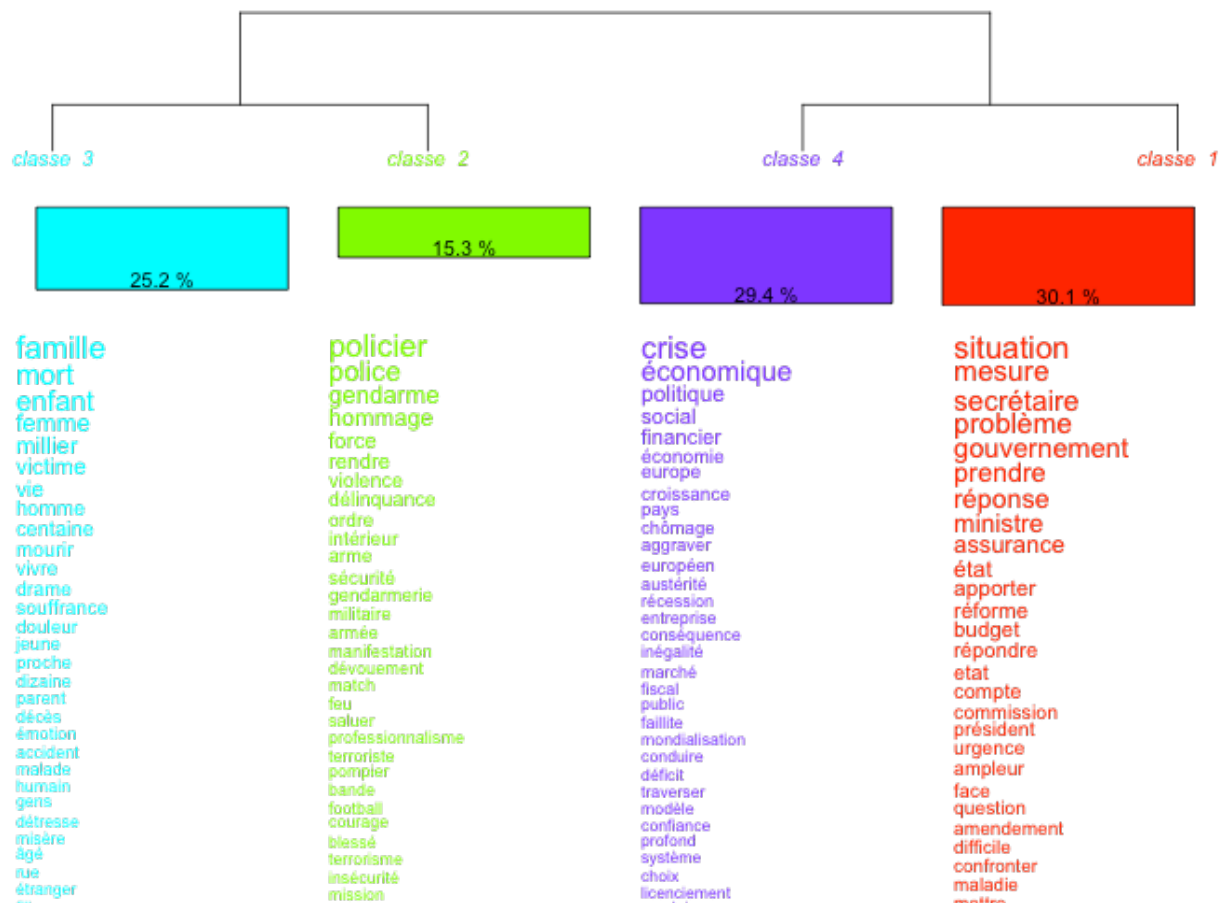 classe 3
classe 2
classe 4
classe 1
25.2 %
15.3 %
29.4 %
30.1 %
famille
mort
enfant
femme
millier
victime
vie
homme
centaine
mourir
vivre
drame
souffrance
douleur
jeune
proche
dizaine
parent
décès
émotion
accident
malade
humain
gens
détresse
misère
âgé
rue
étranger
policier
police
gendarme
hommage
force
rendre
violence
délinquance
ordre
intérieur
arme
sécurité
gendarmerie
militaire
armée
manifestation
dévouement
match
feu
saluer
professionnalisme
terroriste
pompier
bande
football
courage
blessé
terrorisme
insécurité
mission
crise
économique
politique
social
financier
économie
europe
croissance
pays
chômage
aggraver
européen
austérité
récession
entreprise
conséquence
inégalité
marché
fiscal
public
faillite
mondialisation
conduire
déficit
traverser
modèle
confiance
profond
système
choix
licenciement
situation
mesure
secrétaire
problème
gouvernement
prendre
réponse
ministre
assurance
état
apporter
réforme
budget
répondre
etat
compte
commission
président
urgence
ampleur
face
question
amendement
difficile
confronter
maladie